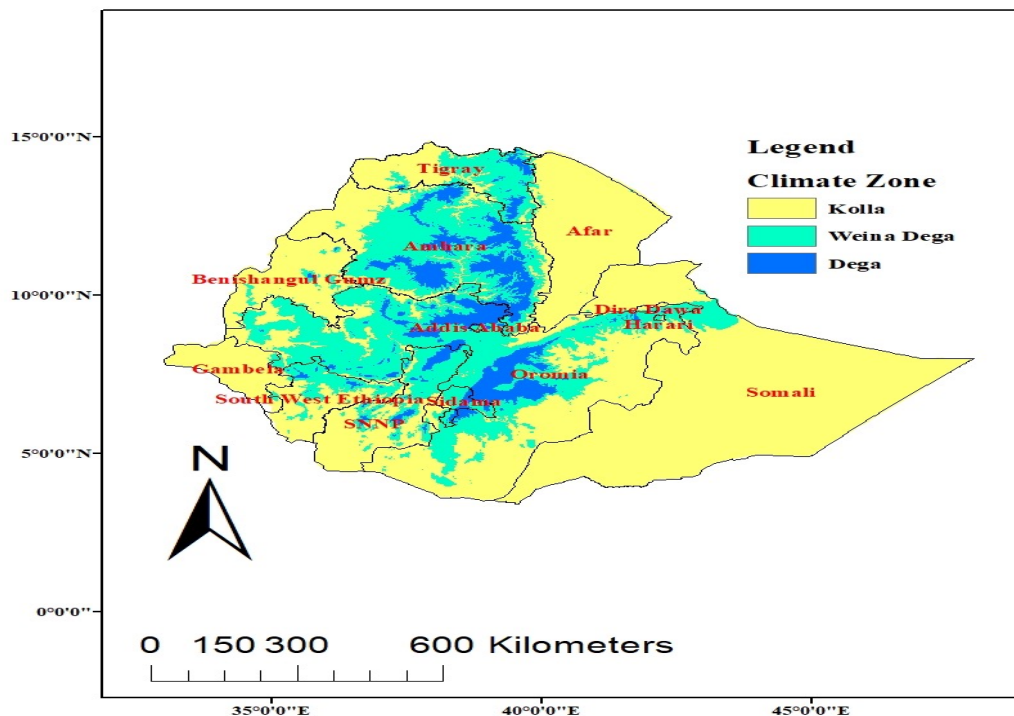 15°0'0"N
Legend
Climate Zone
Kolla
Weina Dega
Dega
Tigray
Afar
Amhara
Benishangul Gumz
10°0'0"N
Dire Dawa
Harari
Addis Ababa
Gambela
Oromia
South West Ethiopia
Sidama
Somali
SNNP
5°0'0"N
N
0°0'0"
0 150 300 600 Kilometers
35°0'0"E 40°0'0"E 45°0'0"E